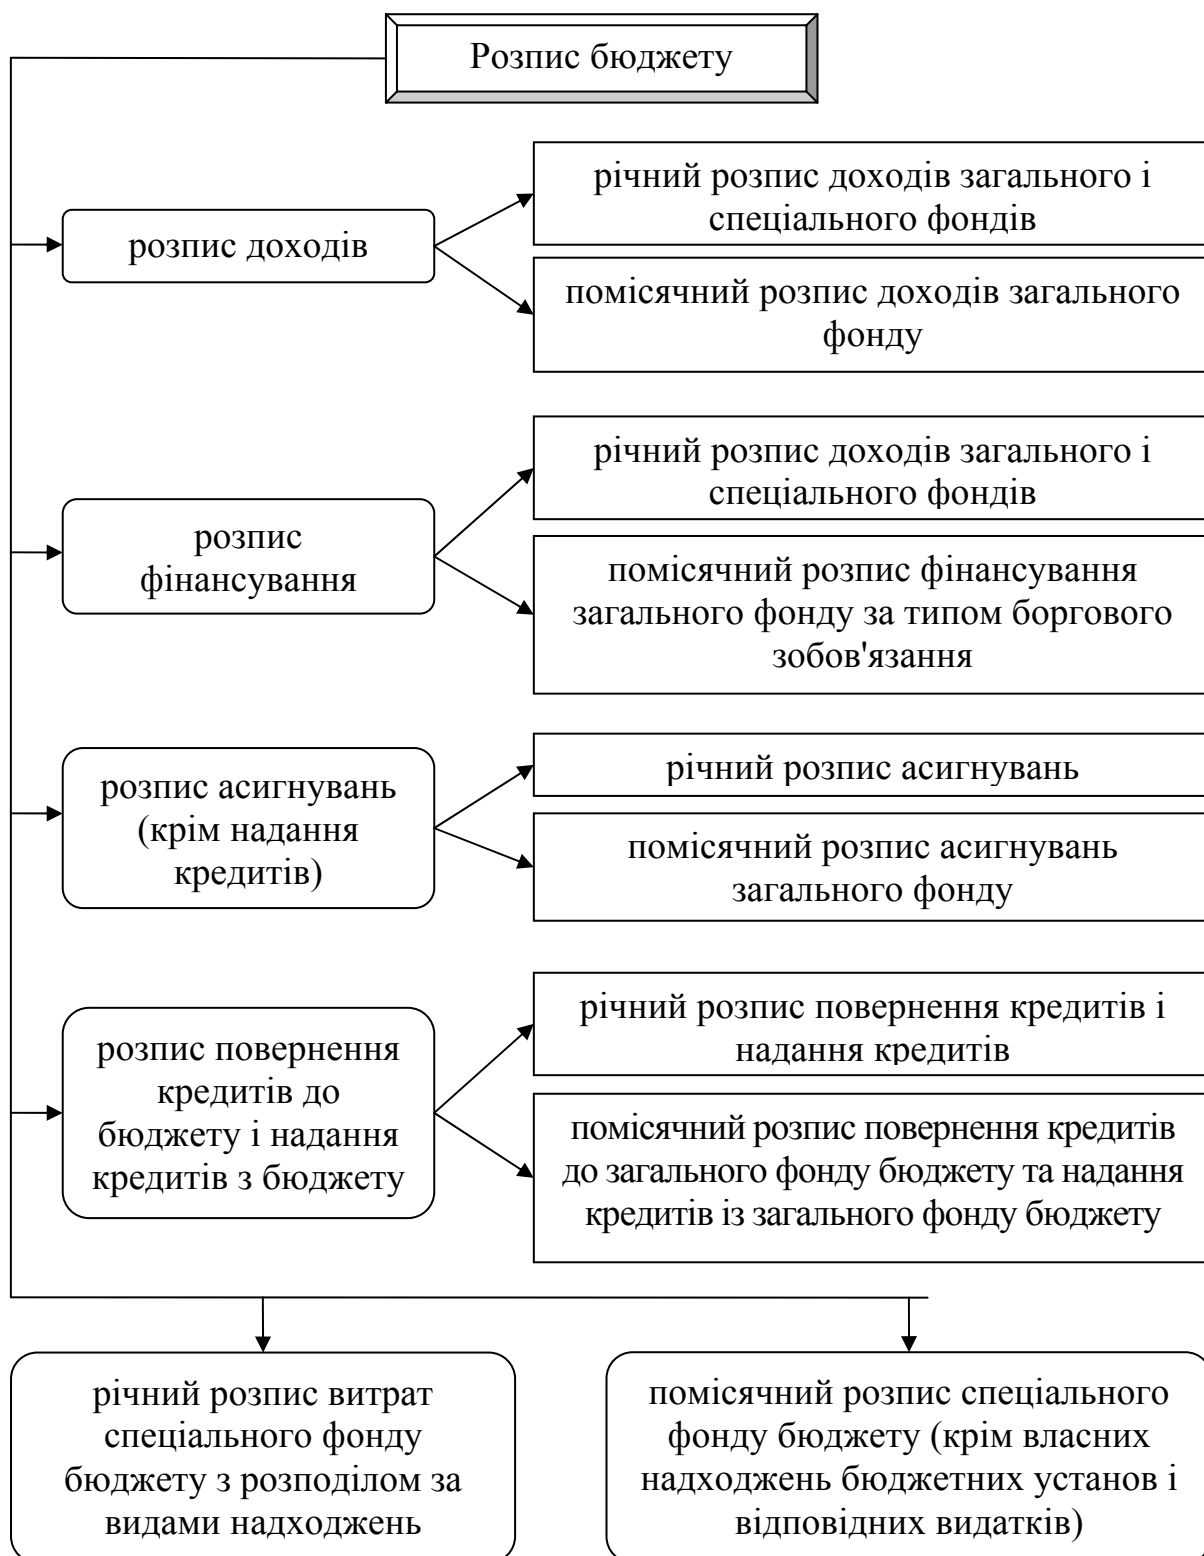 Розпис бюджету
розпис доходів
річний розпис доходів загального і
спеціального фондів
помісячний розпис доходів загального
фонду
розпис
фінансування
річний розпис доходів загального і
спеціального фондів
помісячний розпис фінансування
загального фонду за типом боргового
зобов'язання
розпис асигнувань
(крім надання
кредитів)
річний розпис асигнувань
помісячний розпис асигнувань
загального фонду
розпис повернення
кредитів до
бюджету і надання
кредитів з бюджету
річний розпис повернення кредитів і
надання кредитів
помісячний розпис повернення кредитів
до загального фонду бюджету та надання
кредитів із загального фонду бюджету
річний розпис витрат
спеціального фонду
бюджету з розподілом за
видами надходжень
помісячний розпис спеціального
фонду бюджету (крім власних
надходжень бюджетних установ і
відповідних видатків)